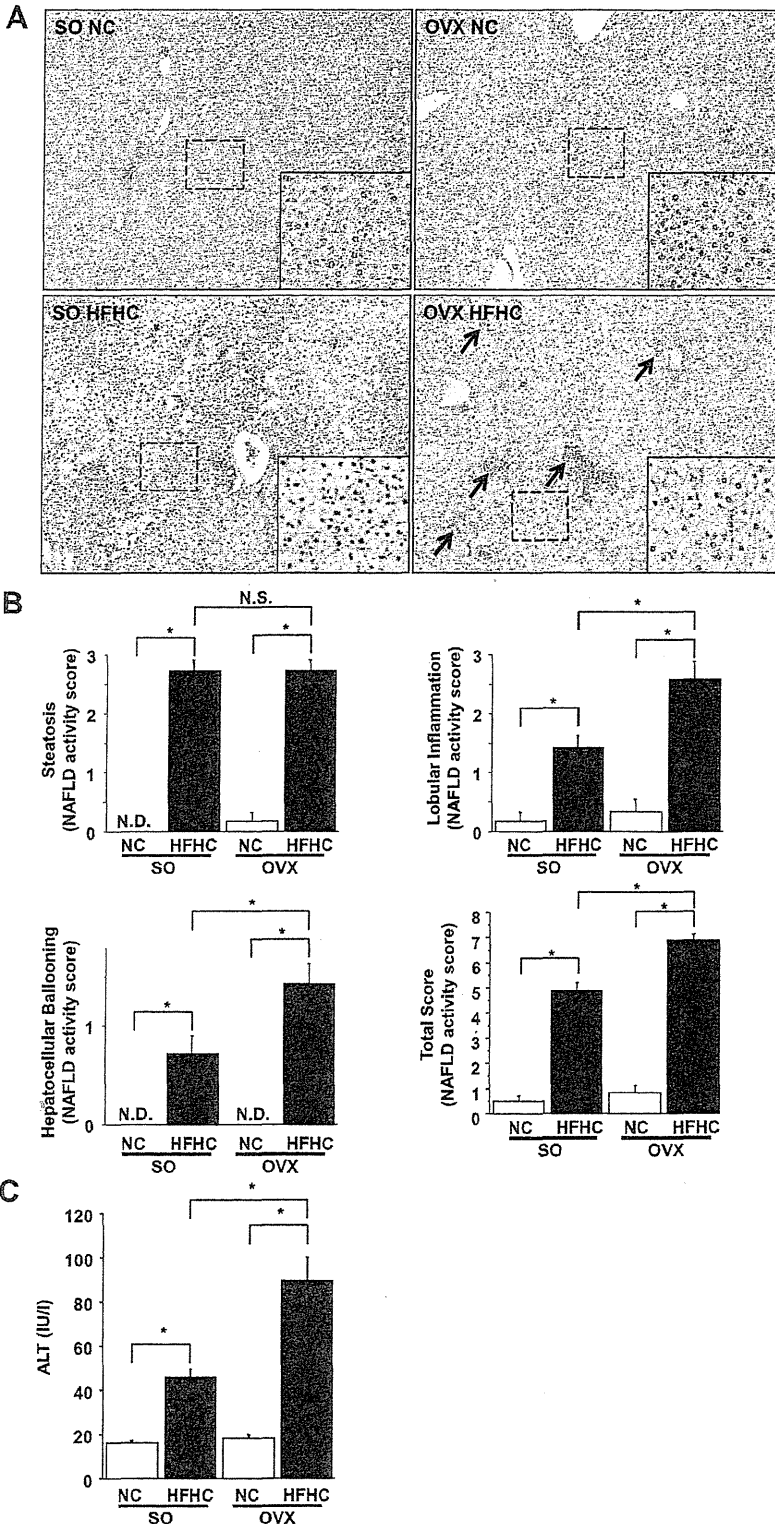 A
SO NC
OVX NC
SO HFHC
OVX HFHC
B
Steatosis
(NAFLD activity score)
3
2
1
0
N.S.
*
*
N.D.
NC HFHC NC HFHC
SO OVX
Lobular Inflammation
(NAFLD activity score)
3
2
1
0
*
*
*
NC HFHC NC HFHC
SO OVX
Hepatocellular Ballooning
(NAFLD activity score)
1
0
*
*
*
N.D. N.D.
NC HFHC NC HFHC
SO OVX
Total Score
(NAFLD activity score)
8
7
6
5
4
3
2
1
0
*
*
*
NC HFHC NC HFHC
SO OVX
C
ALT (IU/l)
120
100
80
60
40
20
0
*
*
*
NC HFHC NC HFHC
SO OVX